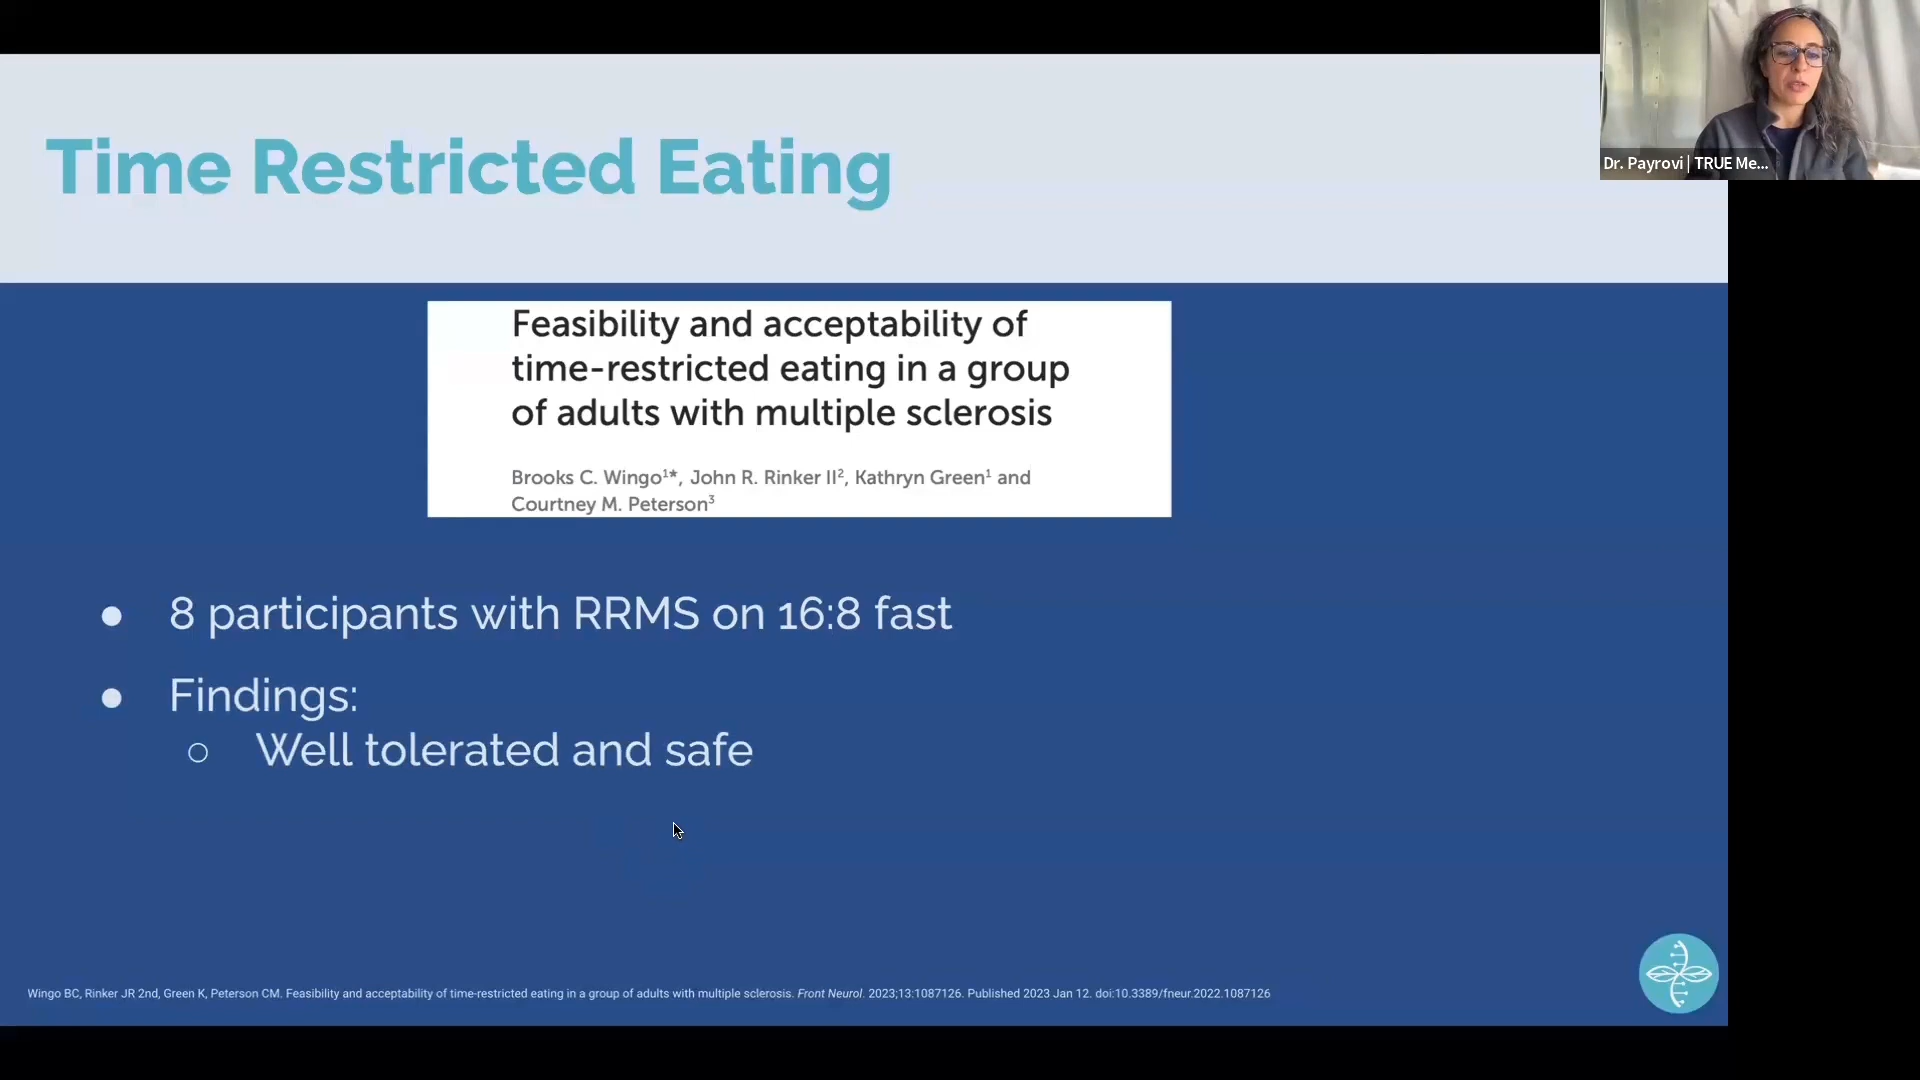 Time Restricted Eating
Dr. Payrovi | TRUE Me...
Feasibility and acceptability of
time-restricted eating in a group
of adults with multiple sclerosis
Brooks C. Wingo¹*, John R. Rinker II², Kathryn Green¹ and
Courtney M. Peterson³
● 8 participants with RRMS on 16:8 fast
● Findings:
○ Well tolerated and safe
Wingo BC, Rinker JR 2nd, Green K, Peterson CM. Feasibility and acceptability of time-restricted eating in a group of adults with multiple sclerosis. Front Neurol. 2023;13:1087126. Published 2023 Jan 12. doi:10.3389/fneur.2022.1087126